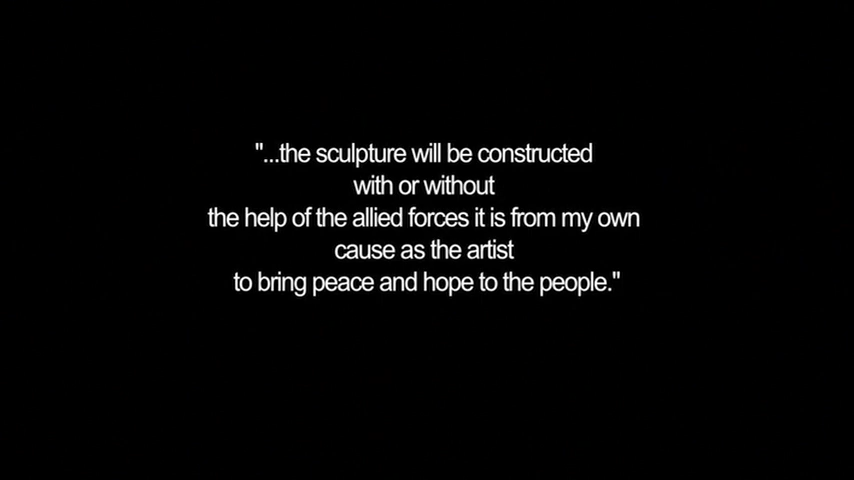 "...the sculpture will be constructed
with or without
the help of the allied forces it is from my own
cause as the artist
to bring peace and hope to the people."